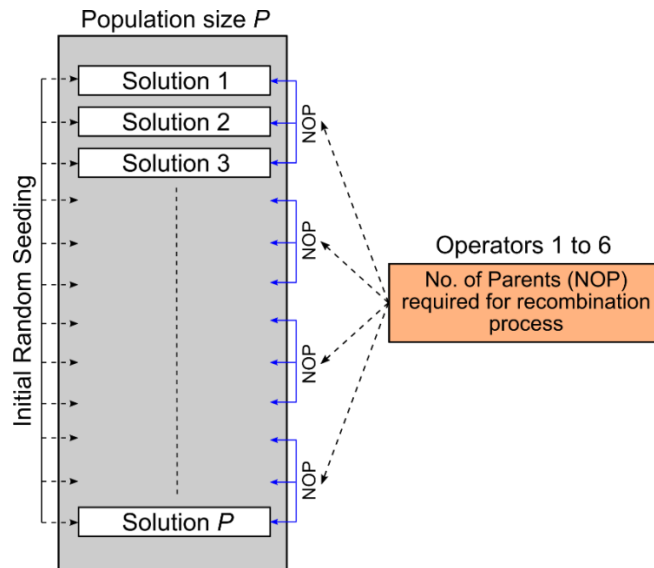 Population size P
Initial Random Seeding
Solution 1
Solution 2
Solution 3
Solution P
NOP
NOP
NOP
NOP
Operators 1 to 6
No. of Parents (NOP)
required for recombination
process